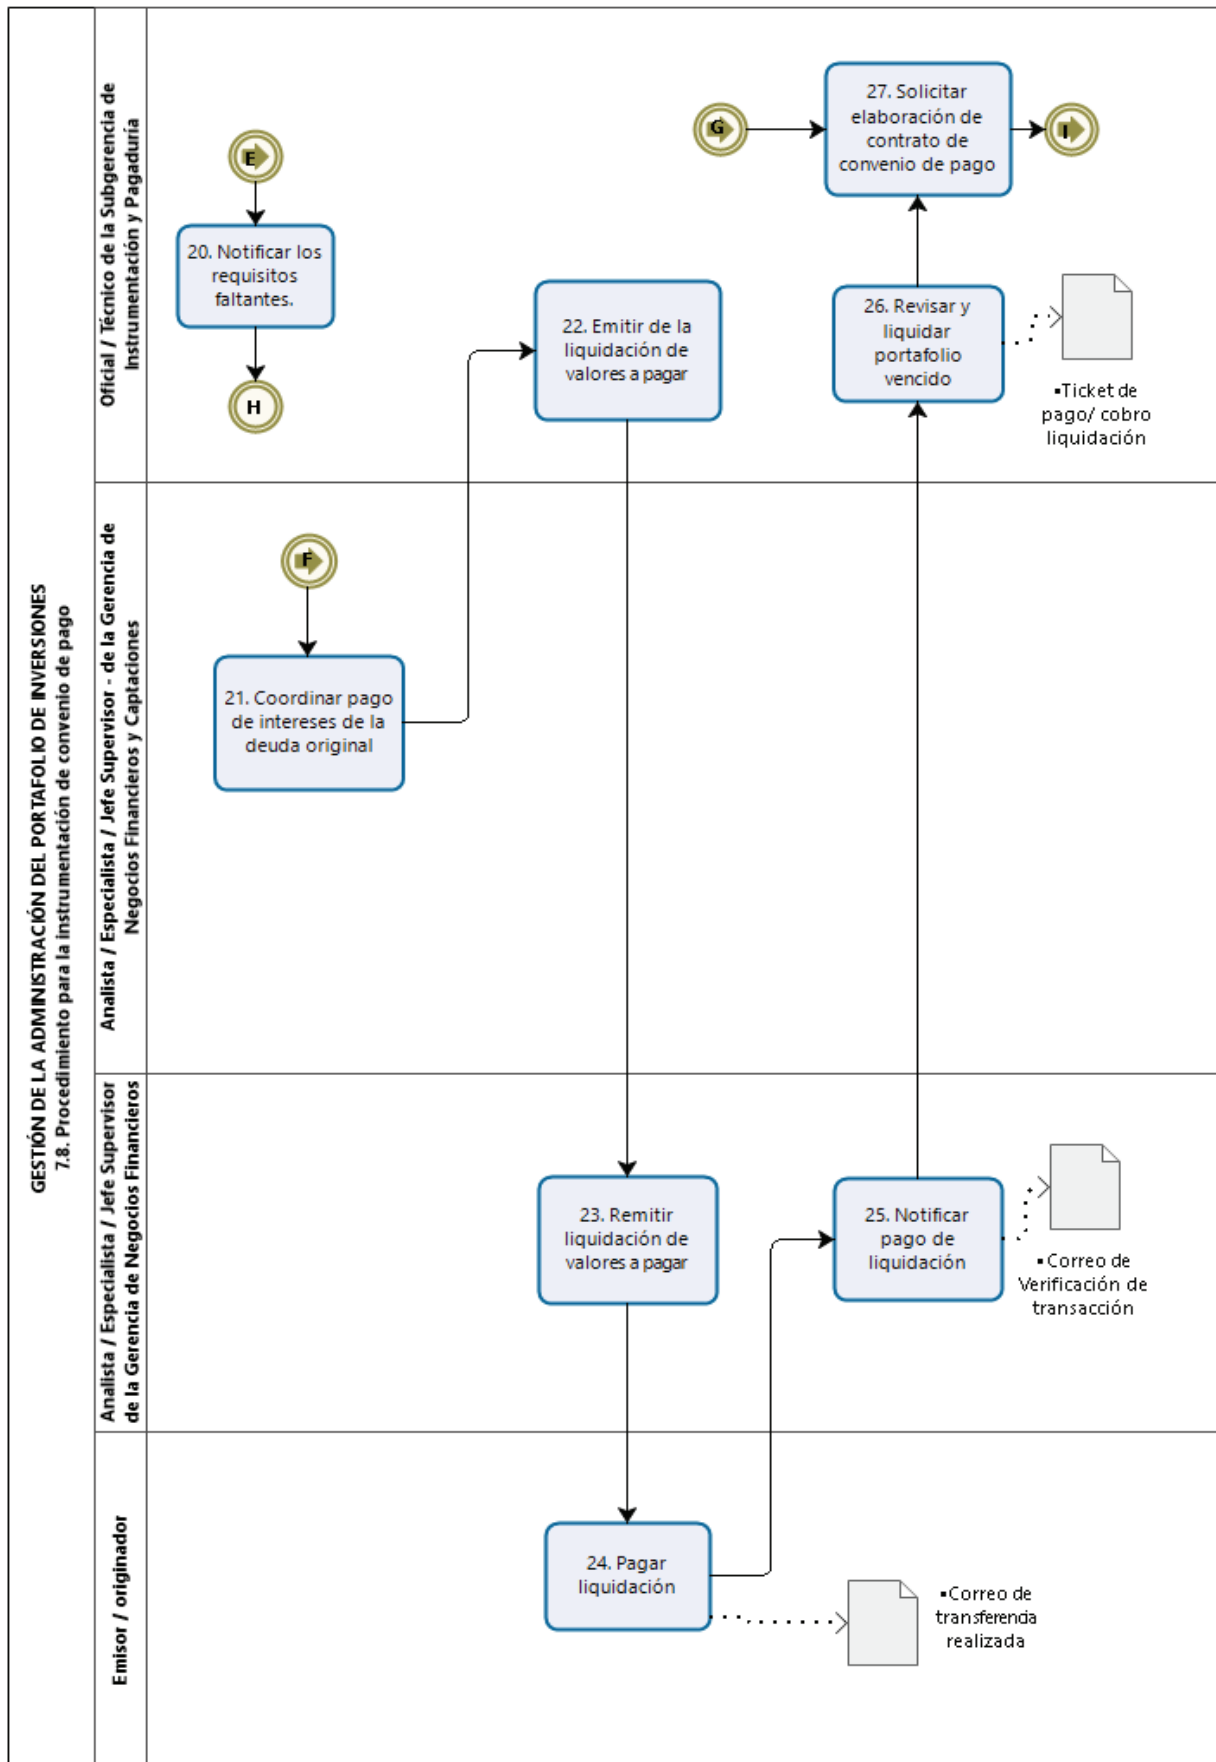 GESTIÓN DE LA ADMINISTRACIÓN DEL PORTAFOLIO DE INVERSIONES
7.8. Procedimiento para la instrumentación de convenio de pago
Oficial / Técnico de la Subgerencia de
Instrumentación y Pagaduría
E
20. Notificar los
requisitos
faltantes.
H
22. Emitir de la
liquidación de
valores a pagar
G
27. Solicitar
elaboración de
contrato de
convenio de pago
I
26. Revisar y
liquidar
portafolio
vencido
▪Ticket de
pago/ cobro
liquidación
Analista / Especialista / Jefe Supervisor - de la Gerencia de
Negocios Financieros y Captaciones
F
21. Coordinar pago
de intereses de la
deuda original
Analista / Especialista / Jefe Supervisor
de la Gerencia de Negocios Financieros
23. Remitir
liquidación de
valores a pagar
25. Notificar
pago de
liquidación
▪Correo de
Verificación de
transacción
Emisor / originador
24. Pagar
liquidación
▪Correo de
transferencia
realizada